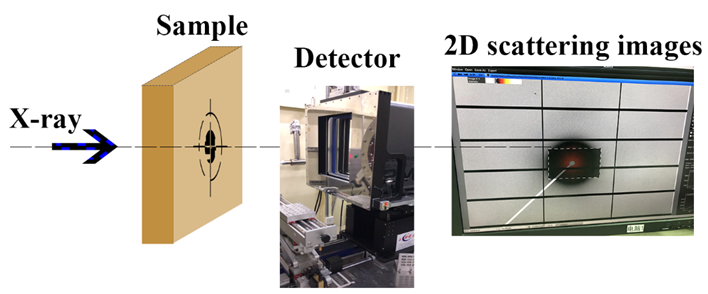 Sample
Detector
2D scattering images
X-ray